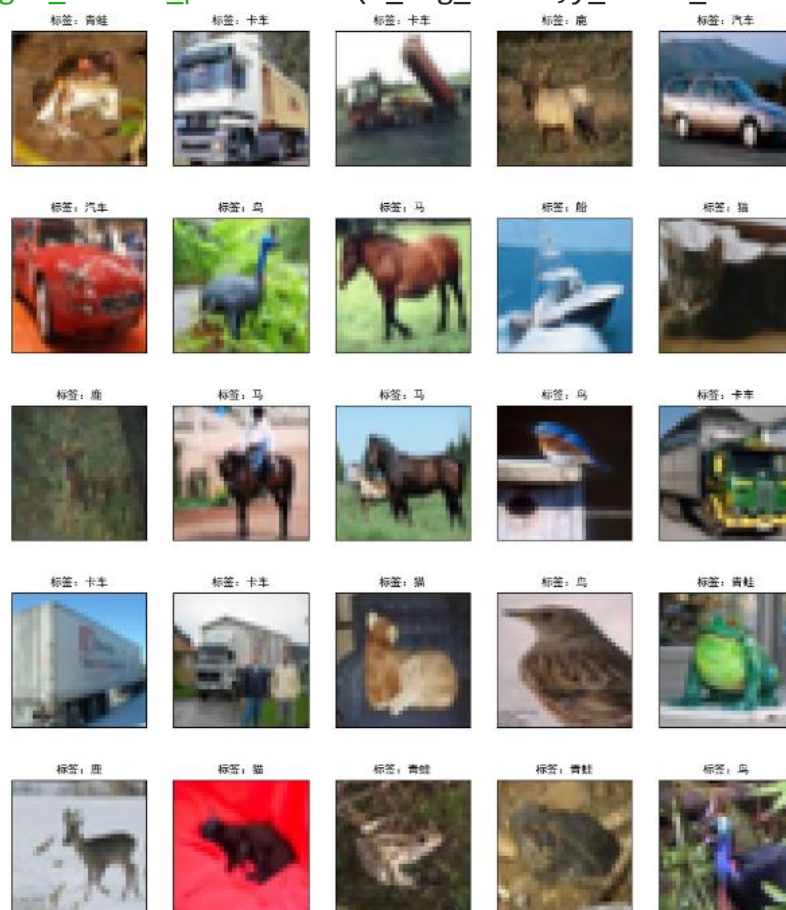 标签：青蛙 标签：卡车 标签：卡车 标签：鹿 标签：汽车
标签：汽车 标签：鸟 标签：马 标签：船 标签：猫
标签：鹿 标签：马 标签：马 标签：鸟 标签：卡车
标签：卡车 标签：卡车 标签：猫 标签：鸟 标签：青蛙
标签：鹿 标签：猫 标签：青蛙 标签：青蛙 标签：鸟